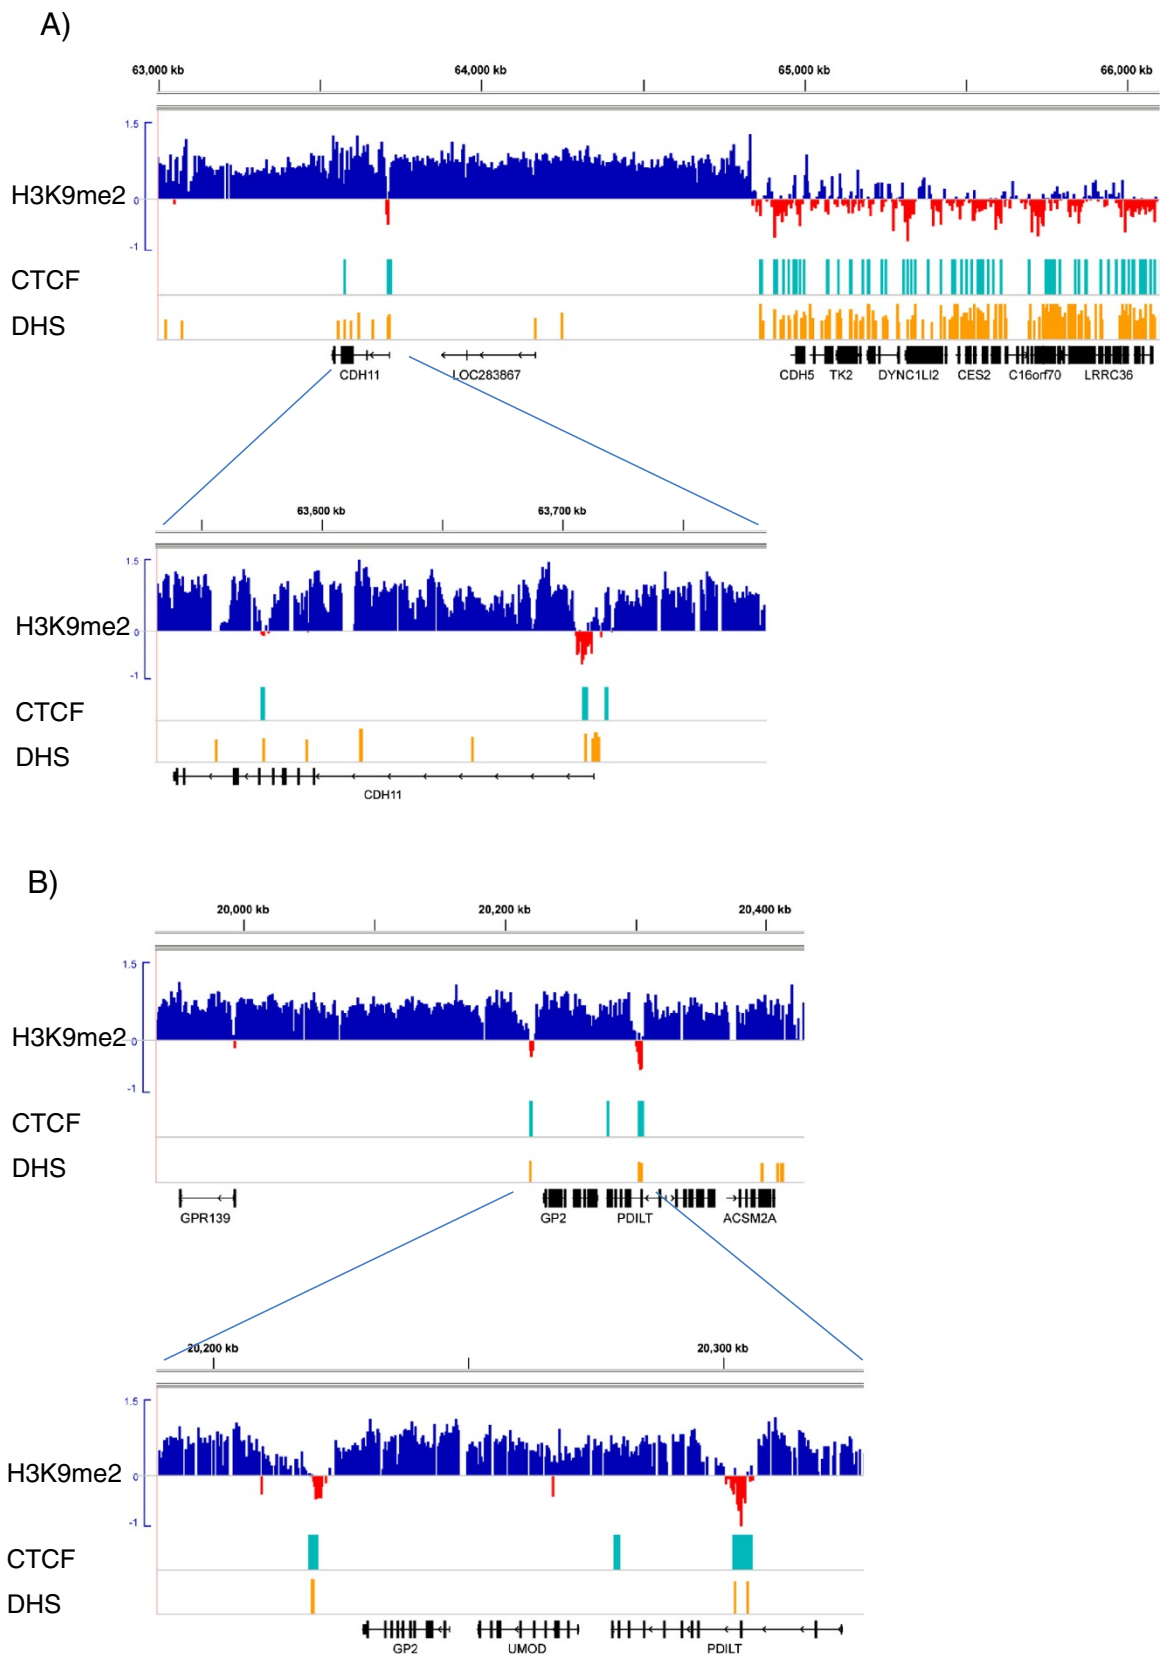 A)
63,000 kb 64,000 kb 65,000 kb 66,000 kb
1.5
H3K9me2
0
-1
CTCF
DHS
CDH11 LOC283867 CDH5 TK2 DYNC1LI2 CES2 C16orf70 LRRC36
63,600 kb 63,700 kb
1.5
H3K9me2
0
-1
CTCF
DHS
CDH11
B)
20,000 kb 20,200 kb 20,400 kb
1.5
H3K9me2
0
-1
CTCF
DHS
GPR139 GP2 PDILT ACSM2A
20,200 kb 20,300 kb
1.5
H3K9me2
0
-1
CTCF
DHS
GP2 UMOD PDILT